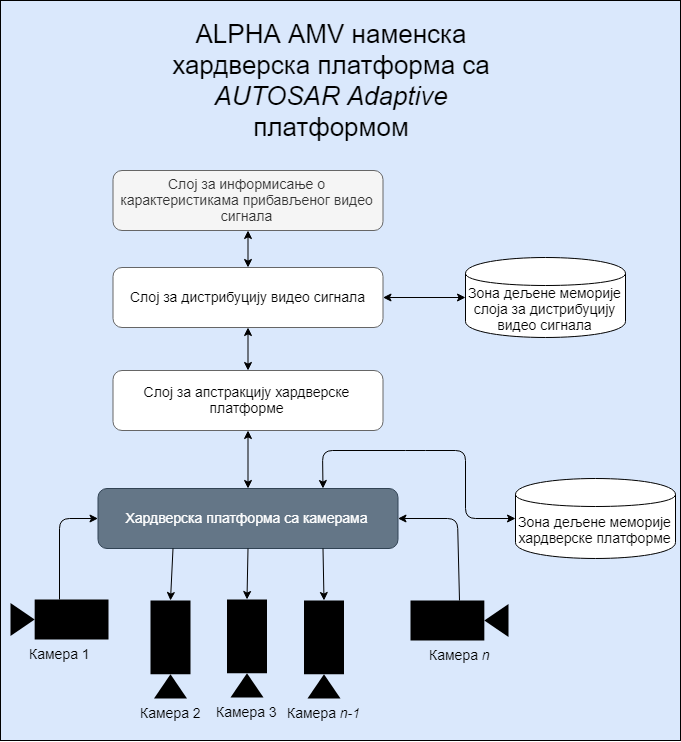 ALPHA AMV наменска
хардверска платформа са
AUTOSAR Adaptive
платформом
Слој за информисање о
карактеристикама прибављеног видео
сигнала
Слој за дистрибуцију видео сигнала
Зона дељене меморије
слоја за дистрибуцију
видео сигнала
Слој за апстракцију хардверске
платформе
Хардверска платформа са камерама
Зона дељене меморије
хардверске платформе
Камера 1
Камера 2
Камера 3
Камера n-1
Камера n